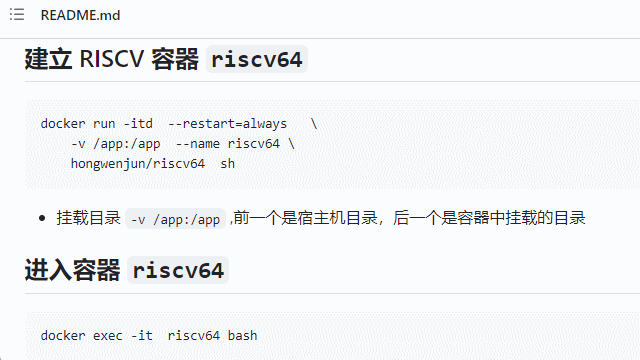 README.md
建立 RISCV 容器 riscv64
docker run -itd  --restart=always   \
    -v /app:/app  --name riscv64 \
    hongwenjun/riscv64  sh
• 挂载目录 -v /app:/app ,前一个是宿主机目录，后一个是容器中挂载的目录
进入容器 riscv64
docker exec -it  riscv64 bash